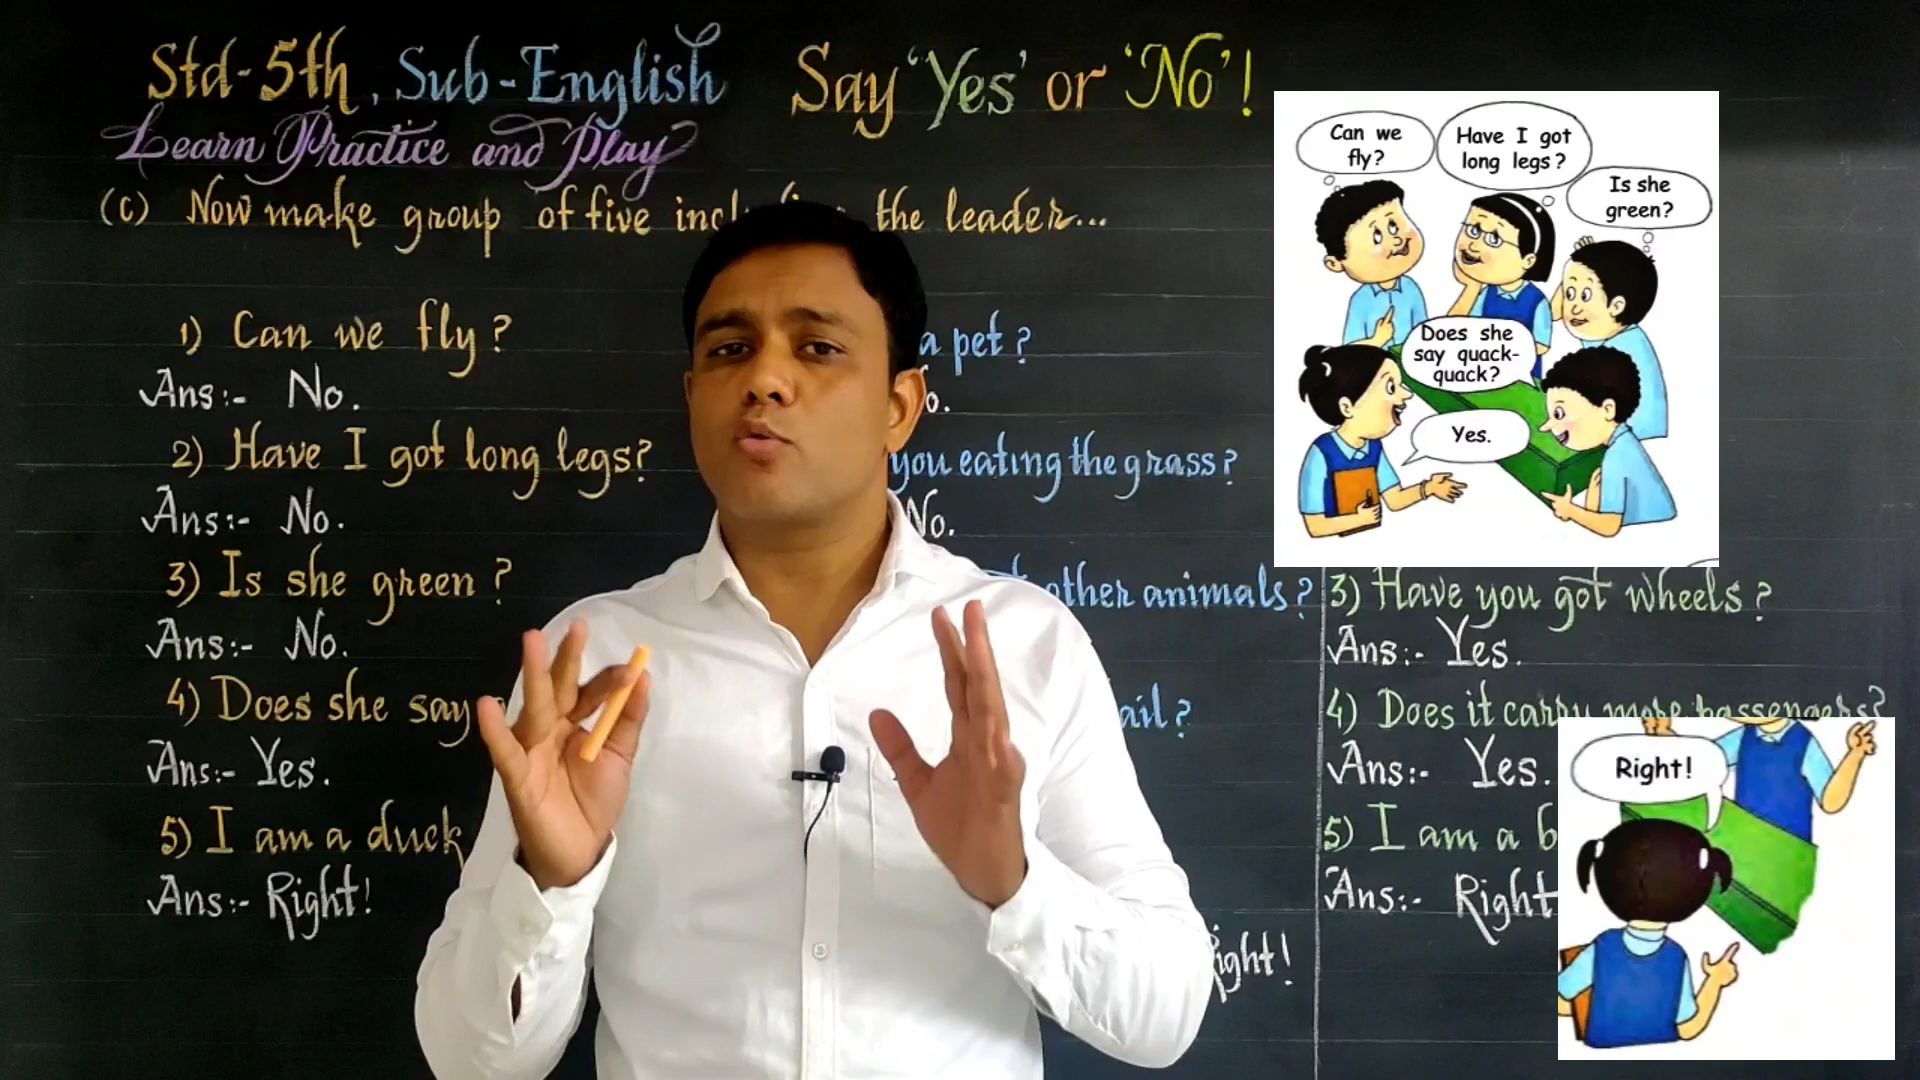 Std-5th, Sub-English
Say 'Yes' or 'No'!
Learn Practice and Play
(C) Now make group of five the leader...
1) Can we fly?
Ans:- No.
2) Have I got long legs?
Ans:- No.
3) Is she green?
Ans:- No.
4) Does she say
Ans:- Yes.
5) I am a duck
Ans:- Right!
a pet?
you eating the grass?
No.
other animals?
3) Have you got wheels?
Ans:- Yes.
4) Does it carry more passengers?
Ans:- Yes.
5) I am a
Ans:- Right
Can we
fly?
Have I got
long legs?
Is she
green?
Does she
say quack-
quack?
Yes.
Right!